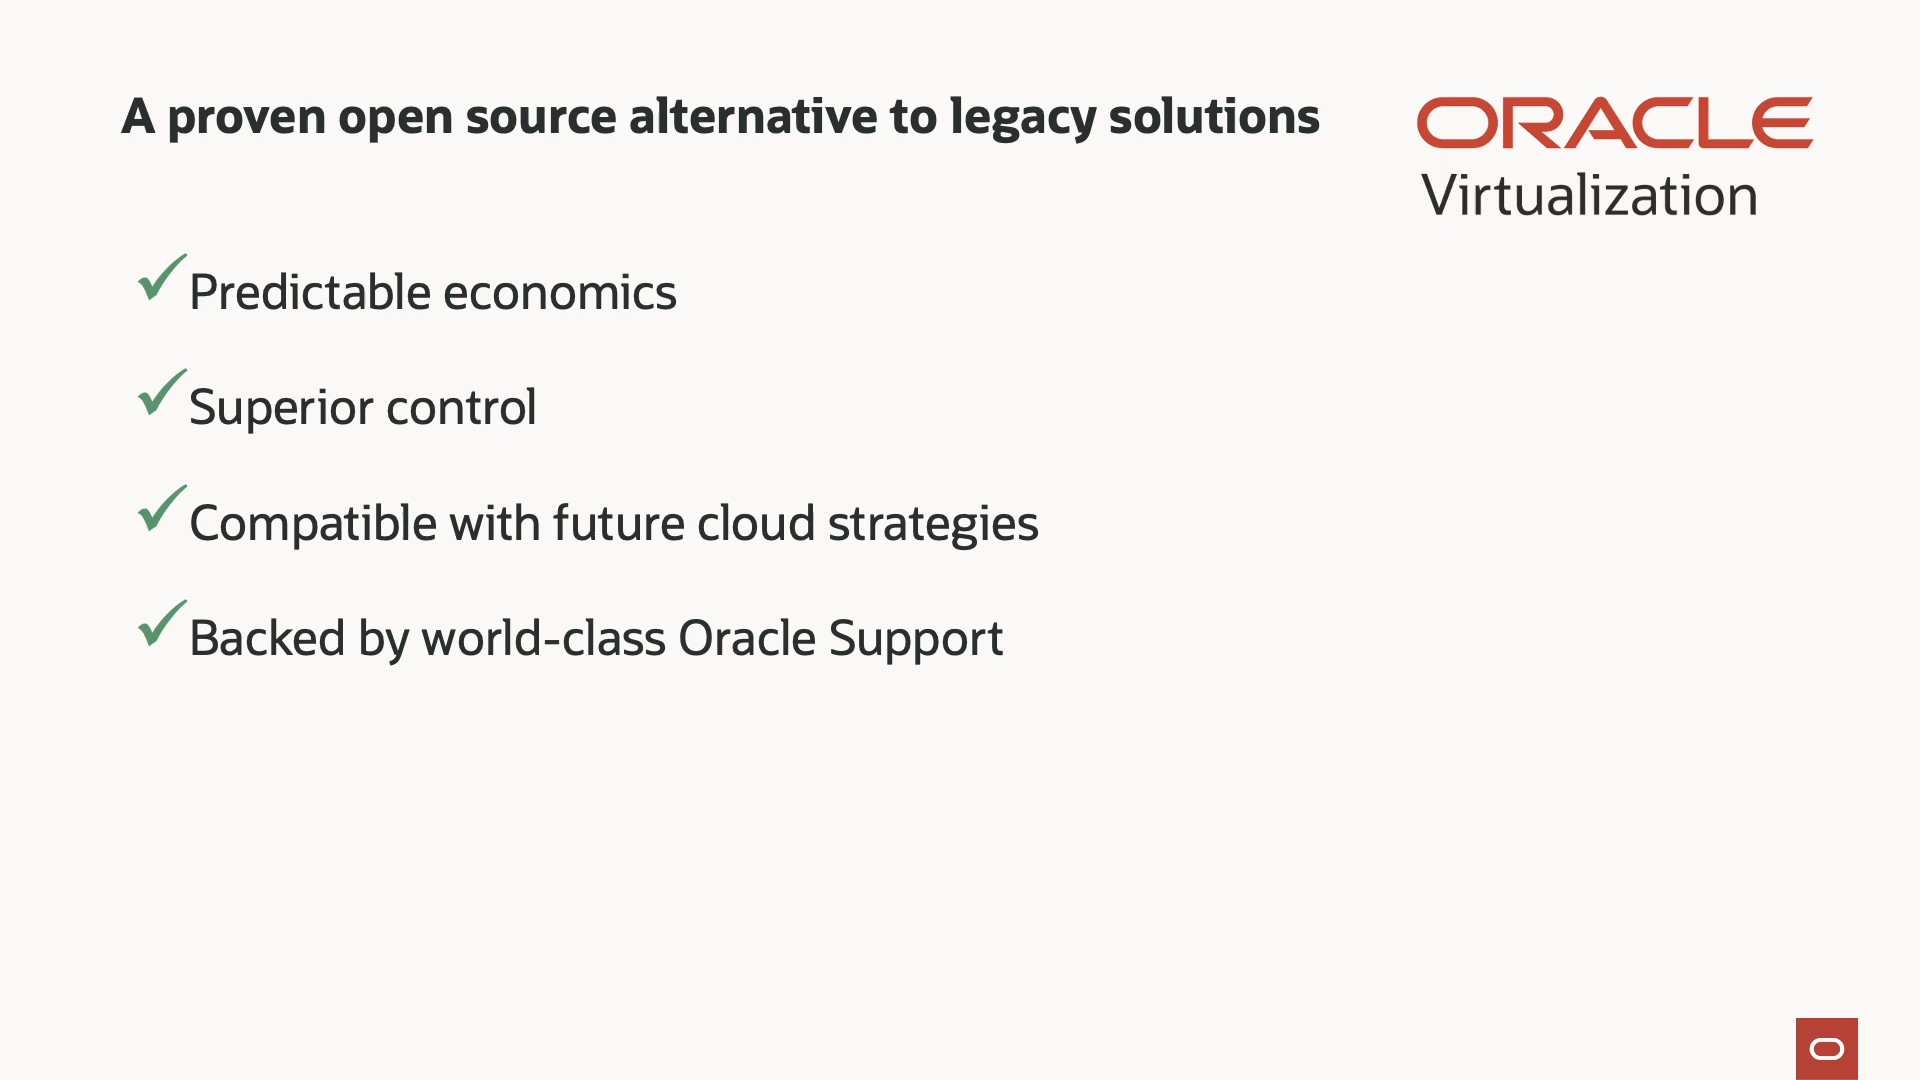 A proven open source alternative to legacy solutions
ORACLE
Virtualization
Predictable economics
Superior control
Compatible with future cloud strategies
Backed by world-class Oracle Support